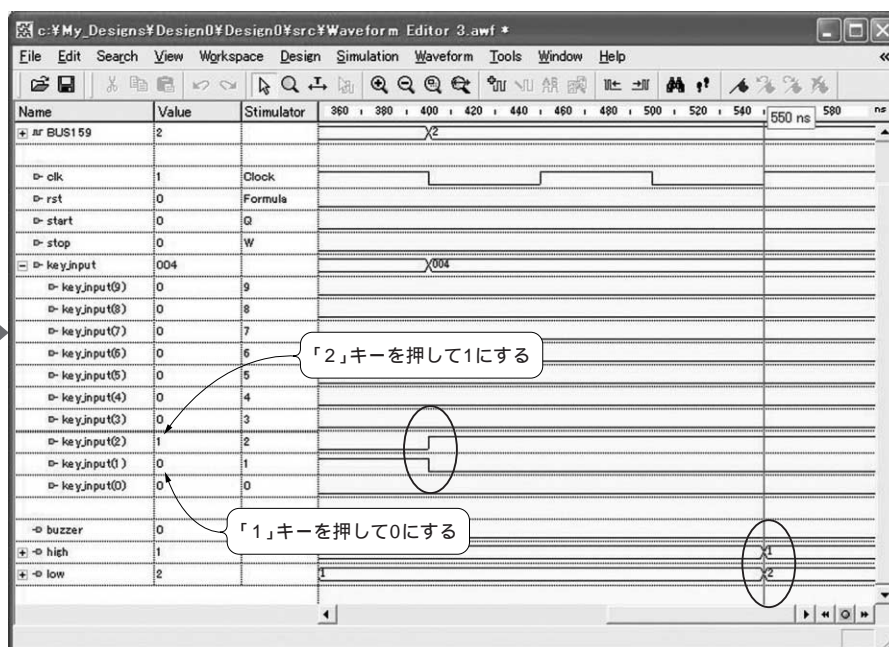 c:¥My_Designs¥Design0¥Design0¥src¥Waveform Editor 3.awf *
File Edit Search View Workspace Design Simulation Waveform Tools Window Help
Name Value Stimulator 360 380 400 420 440 460 480 500 520 540 550 ns 580 ns
BUS159 2 2
clk 1 Clock
rst 0 Formula
start 0 Q
stop 0 W
key_input 004 004
key_input(9) 0 9
key_input(8) 0 8
key_input(7) 0 7
key_input(6) 0 6
「2」キーを押して1にする
key_input(5) 0 5
key_input(4) 0 4
key_input(3) 0 3
key_input(2) 1 2
key_input(1) 0 1
key_input(0) 0 0
buzzer 0
「1」キーを押して0にする
high 1 1
low 2 1 2